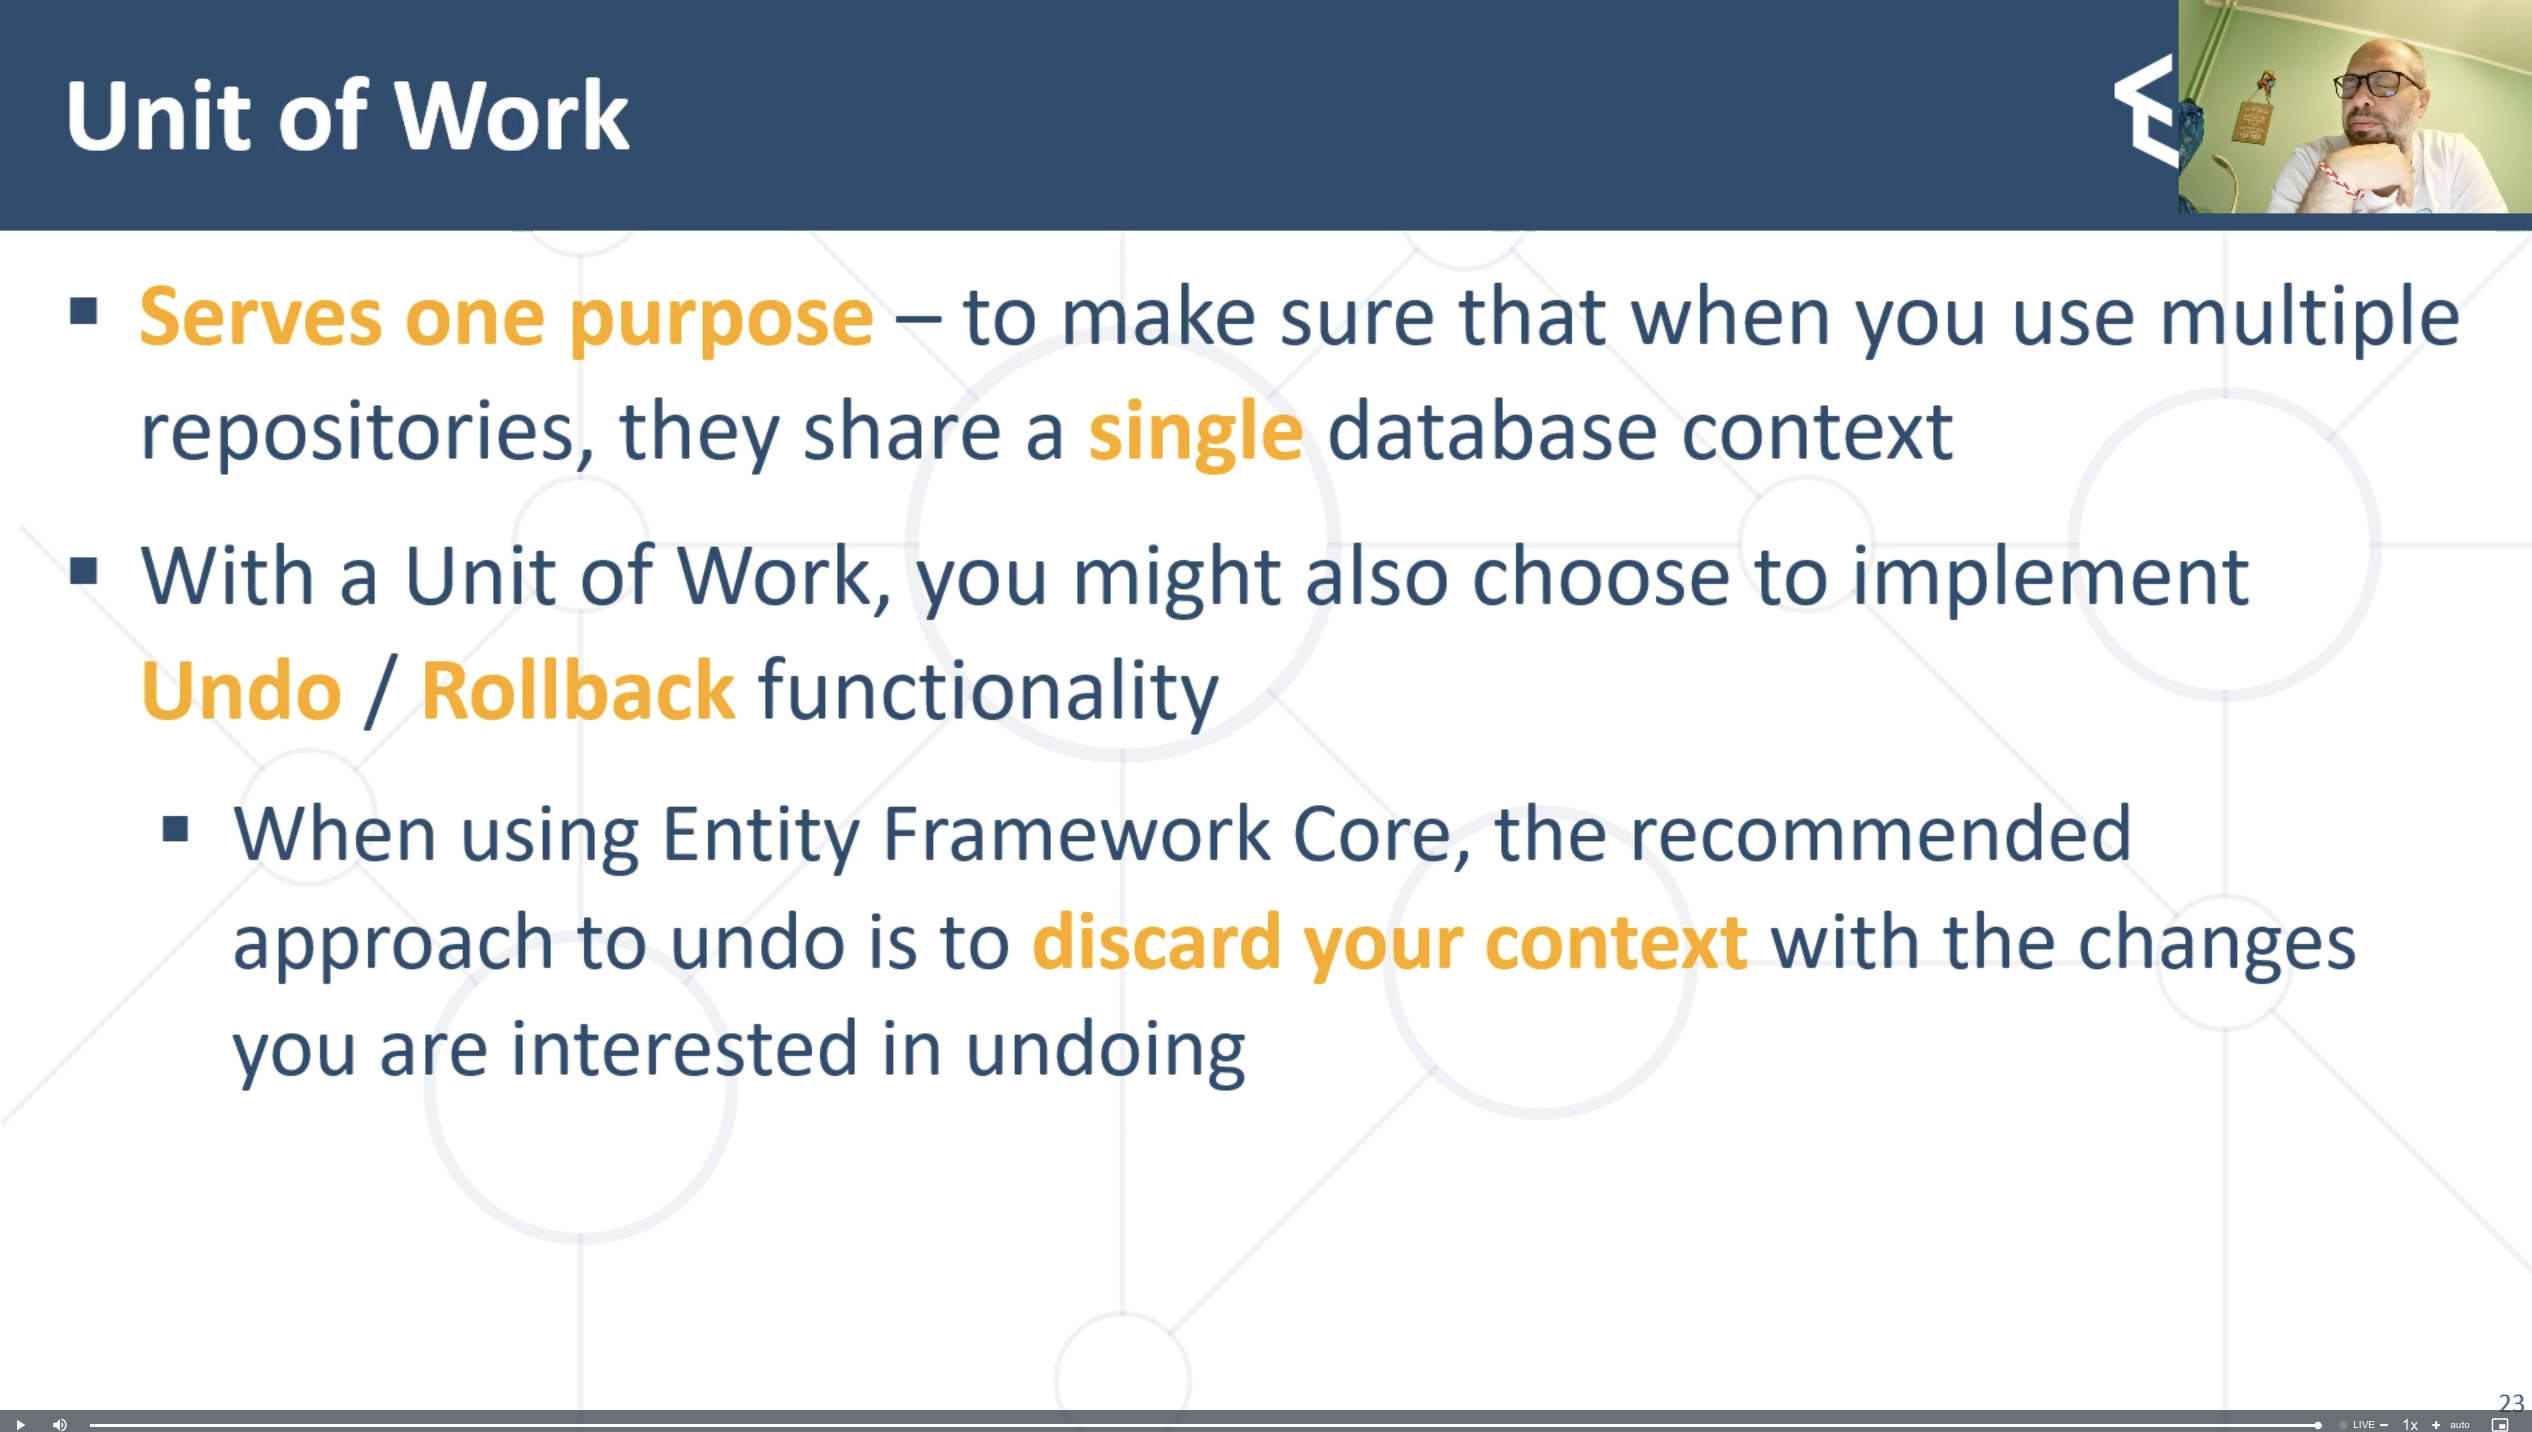 Unit of Work
▪ Serves one purpose – to make sure that when you use multiple
repositories, they share a single database context
▪ With a Unit of Work, you might also choose to implement
Undo / Rollback functionality
▪ When using Entity Framework Core, the recommended
approach to undo is to discard your context with the changes
you are interested in undoing
23
LIVE
1x
auto